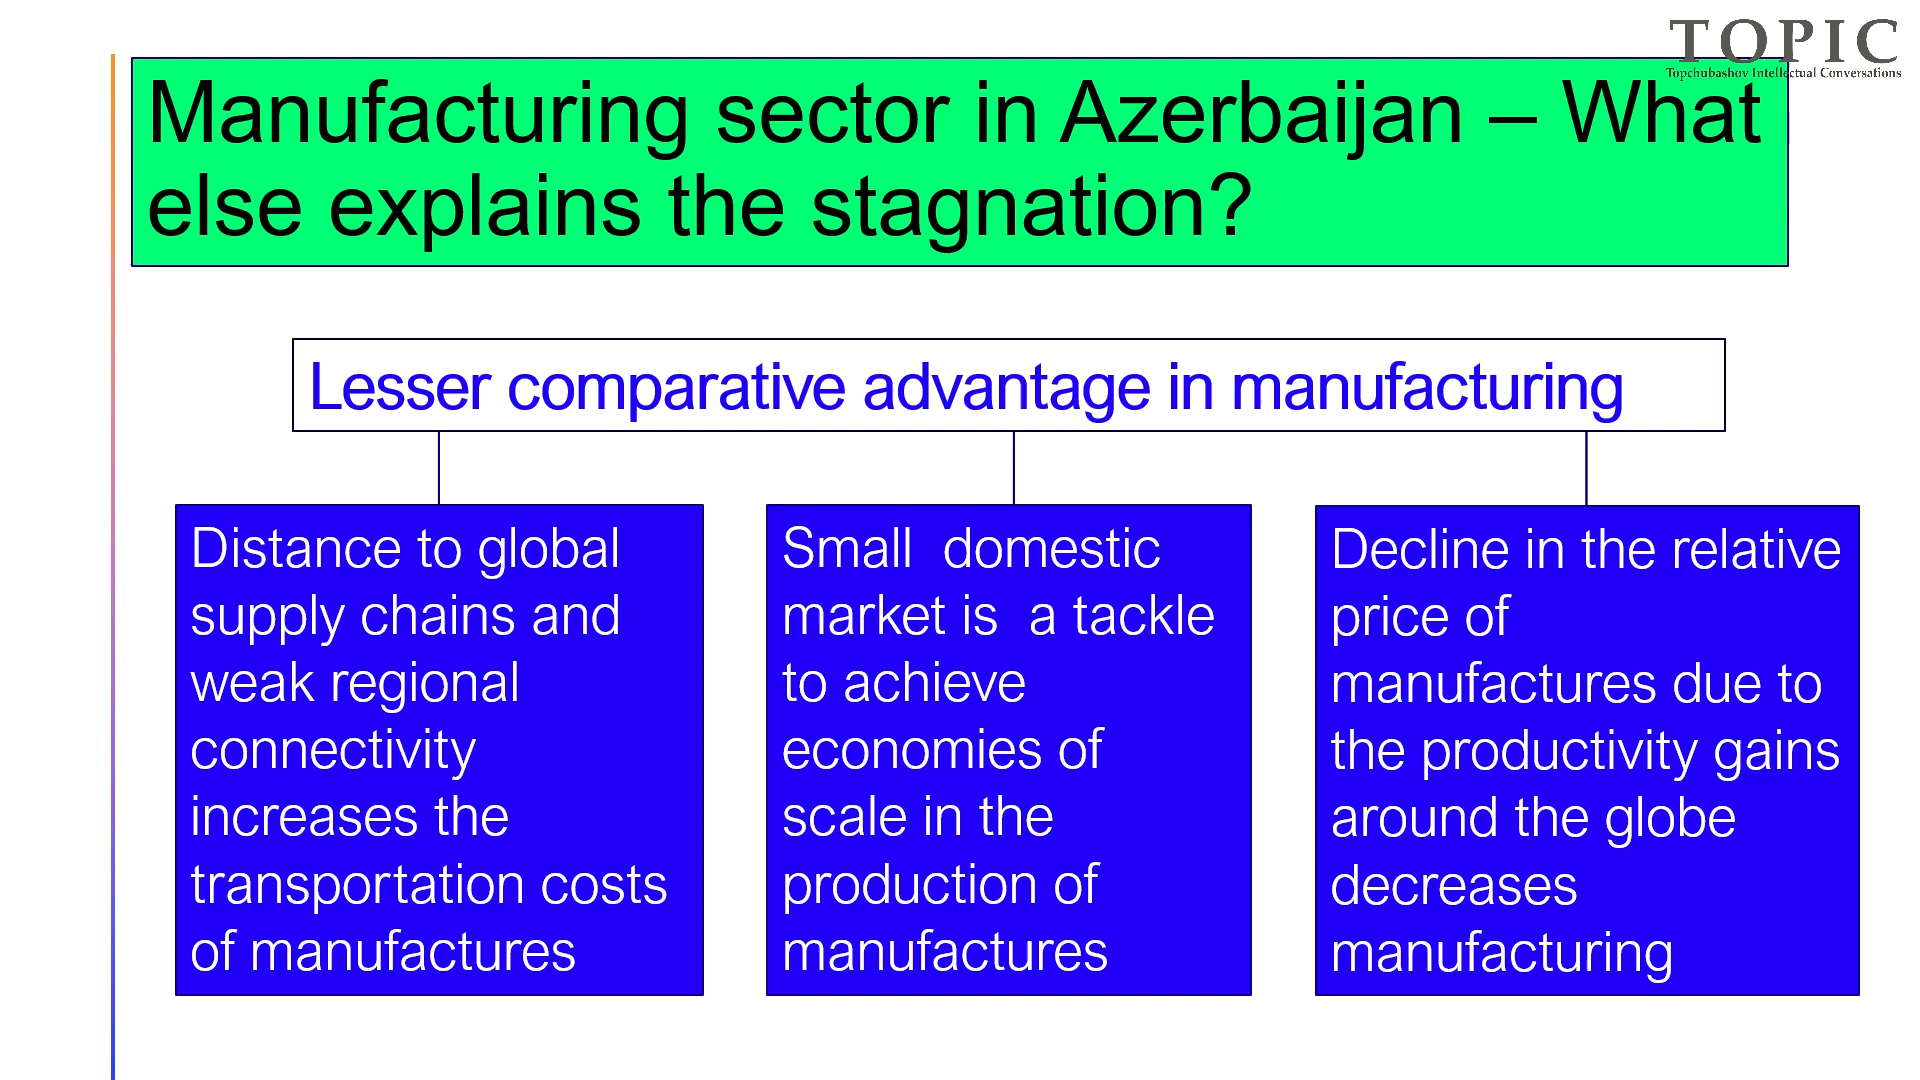 TOPIC
Topchubashov Intellectual Conversations
Manufacturing sector in Azerbaijan – What
else explains the stagnation?
Lesser comparative advantage in manufacturing
Distance to global
supply chains and
weak regional
connectivity
increases the
transportation costs
of manufactures
Small domestic
market is a tackle
to achieve
economies of
scale in the
production of
manufactures
Decline in the relative
price of
manufactures due to
the productivity gains
around the globe
decreases
manufacturing